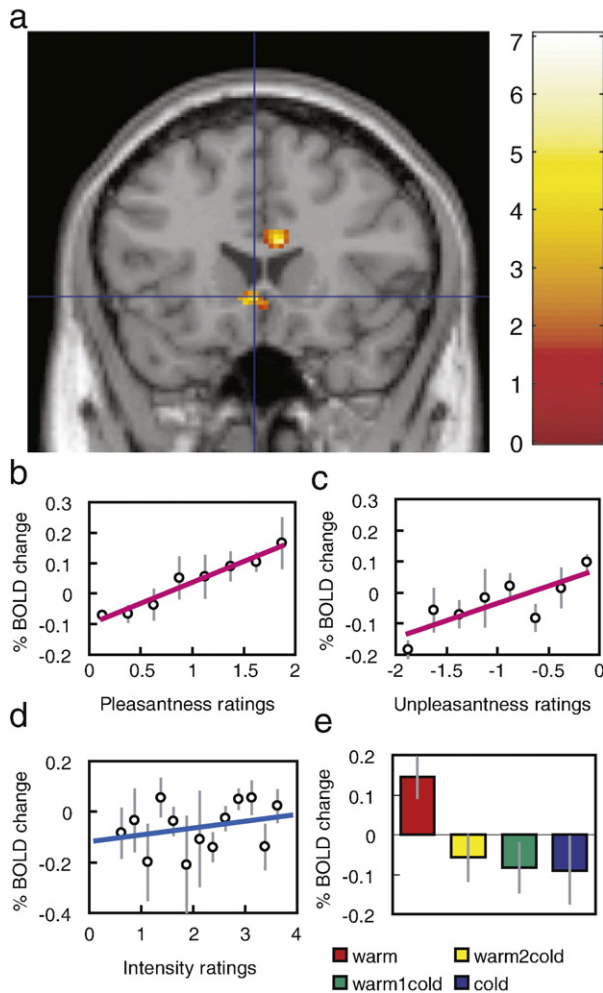 a
7
6
5
4
3
2
1
0
b
% BOLD change
0.3
0.2
0.1
0
-0.1
-0.2
0 0.5 1 1.5 2
Pleasantness ratings
c
% BOLD change
0.3
0.2
0.1
0
-0.1
-0.2
-2 -1.5 -1 -0.5 0
Unpleasantness ratings
d
% BOLD change
0.2
0
-0.2
-0.4
0 1 2 3 4
Intensity ratings
e
% BOLD change
0.2
0.1
0
-0.1
-0.2
warm warm2cold
warm1cold cold